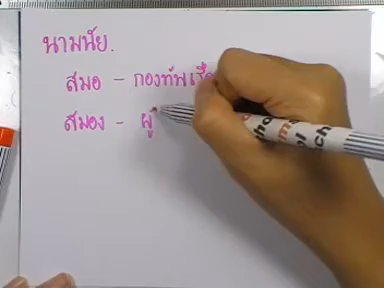 นามนัย.
สมอ - กองทัพเรือ
สมอง - ผู้